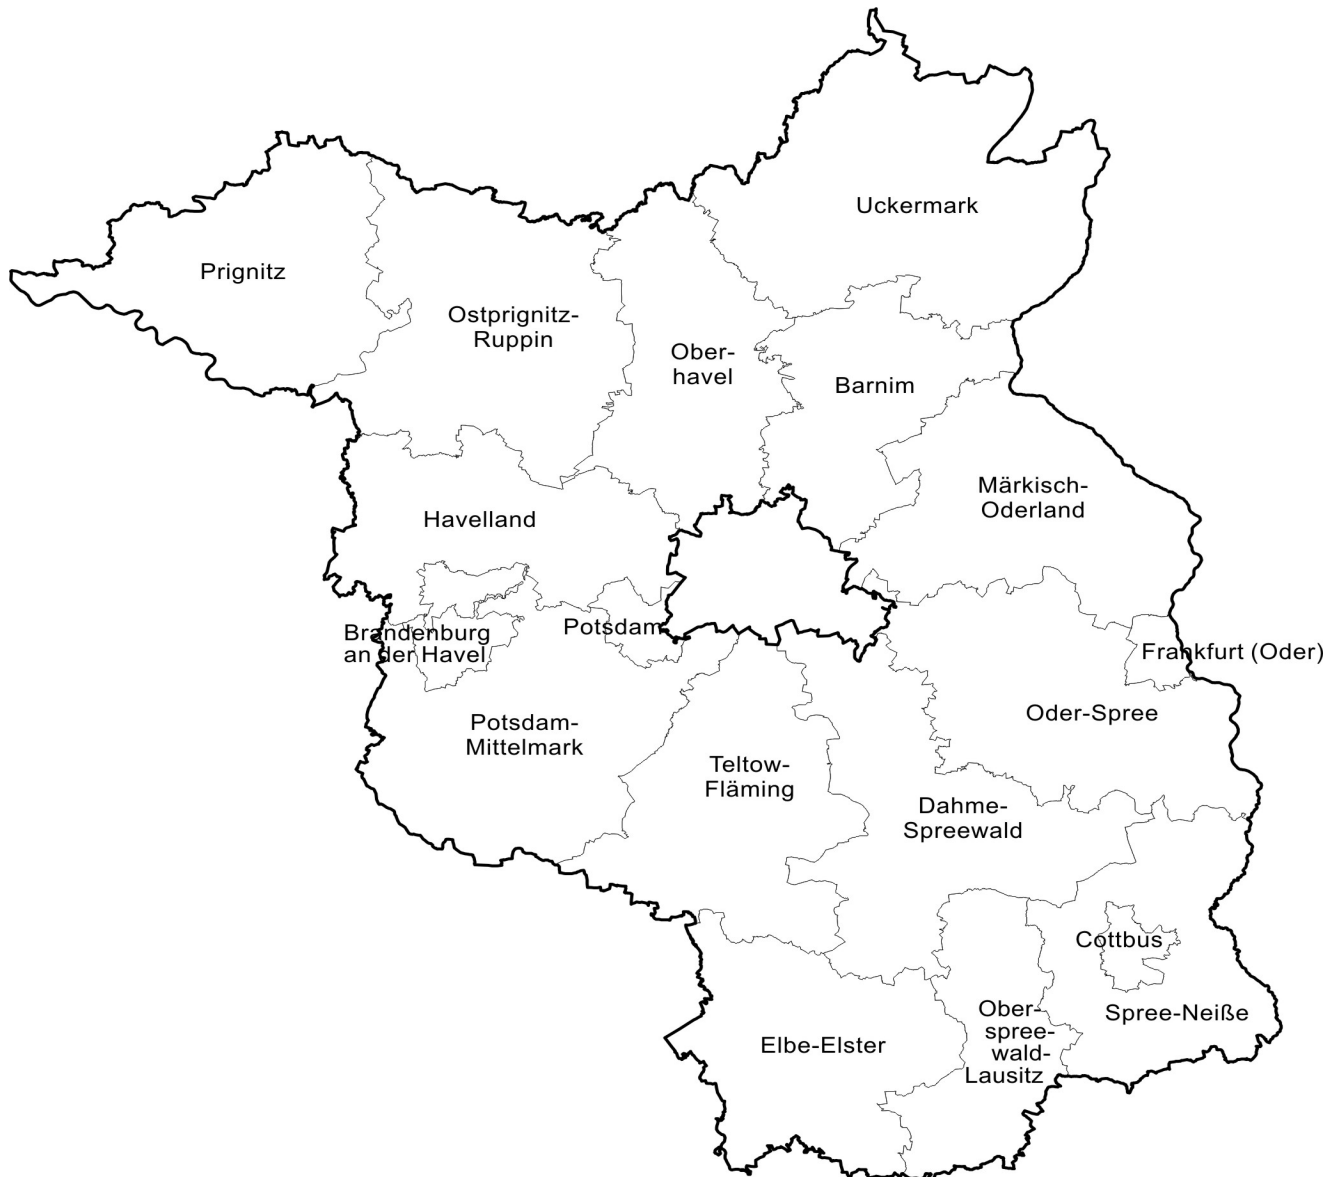 Uckermark
Prignitz
Ostprignitz-
Ruppin
Ober-
havel
Barnim
Märkisch-
Oderland
Havelland
Brandenburg
an der Havel
Potsdam
Frankfurt (Oder)
Potsdam-
Mittelmark
Oder-Spree
Teltow-
Fläming
Dahme-
Spreewald
Cottbus
Spree-Neiße
Ober-
spree-
wald-
Lausitz
Elbe-Elster